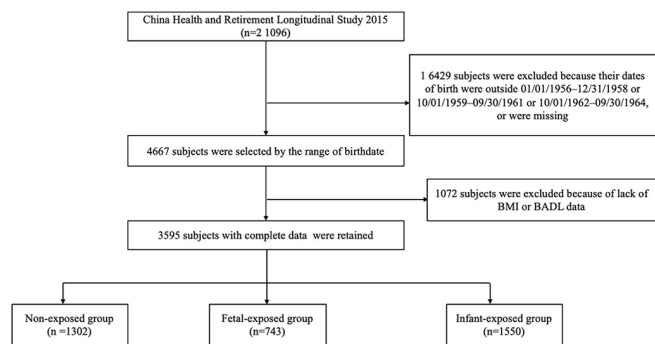 China Health and Retirement Longitudinal Study 2015
(n=2 1096)
1 6429 subjects were excluded because their dates
of birth were outside 01/01/1956–12/31/1958 or
10/01/1959–09/30/1961 or 10/01/1962–09/30/1964,
or were missing
4667 subjects were selected by the range of birthdate
1072 subjects were excluded because of lack of
BMI or BADL data
3595 subjects with complete data were retained
Non-exposed group
(n =1302)
Fetal-exposed group
(n=743)
Infant-exposed group
(n=1550)